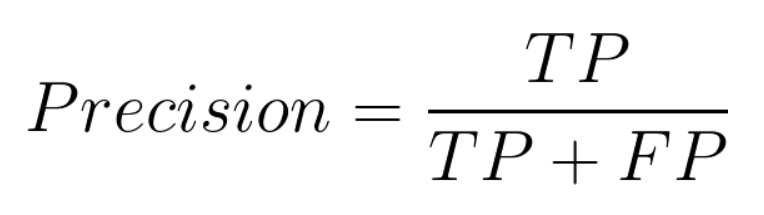 Precision = TP / TP + FP